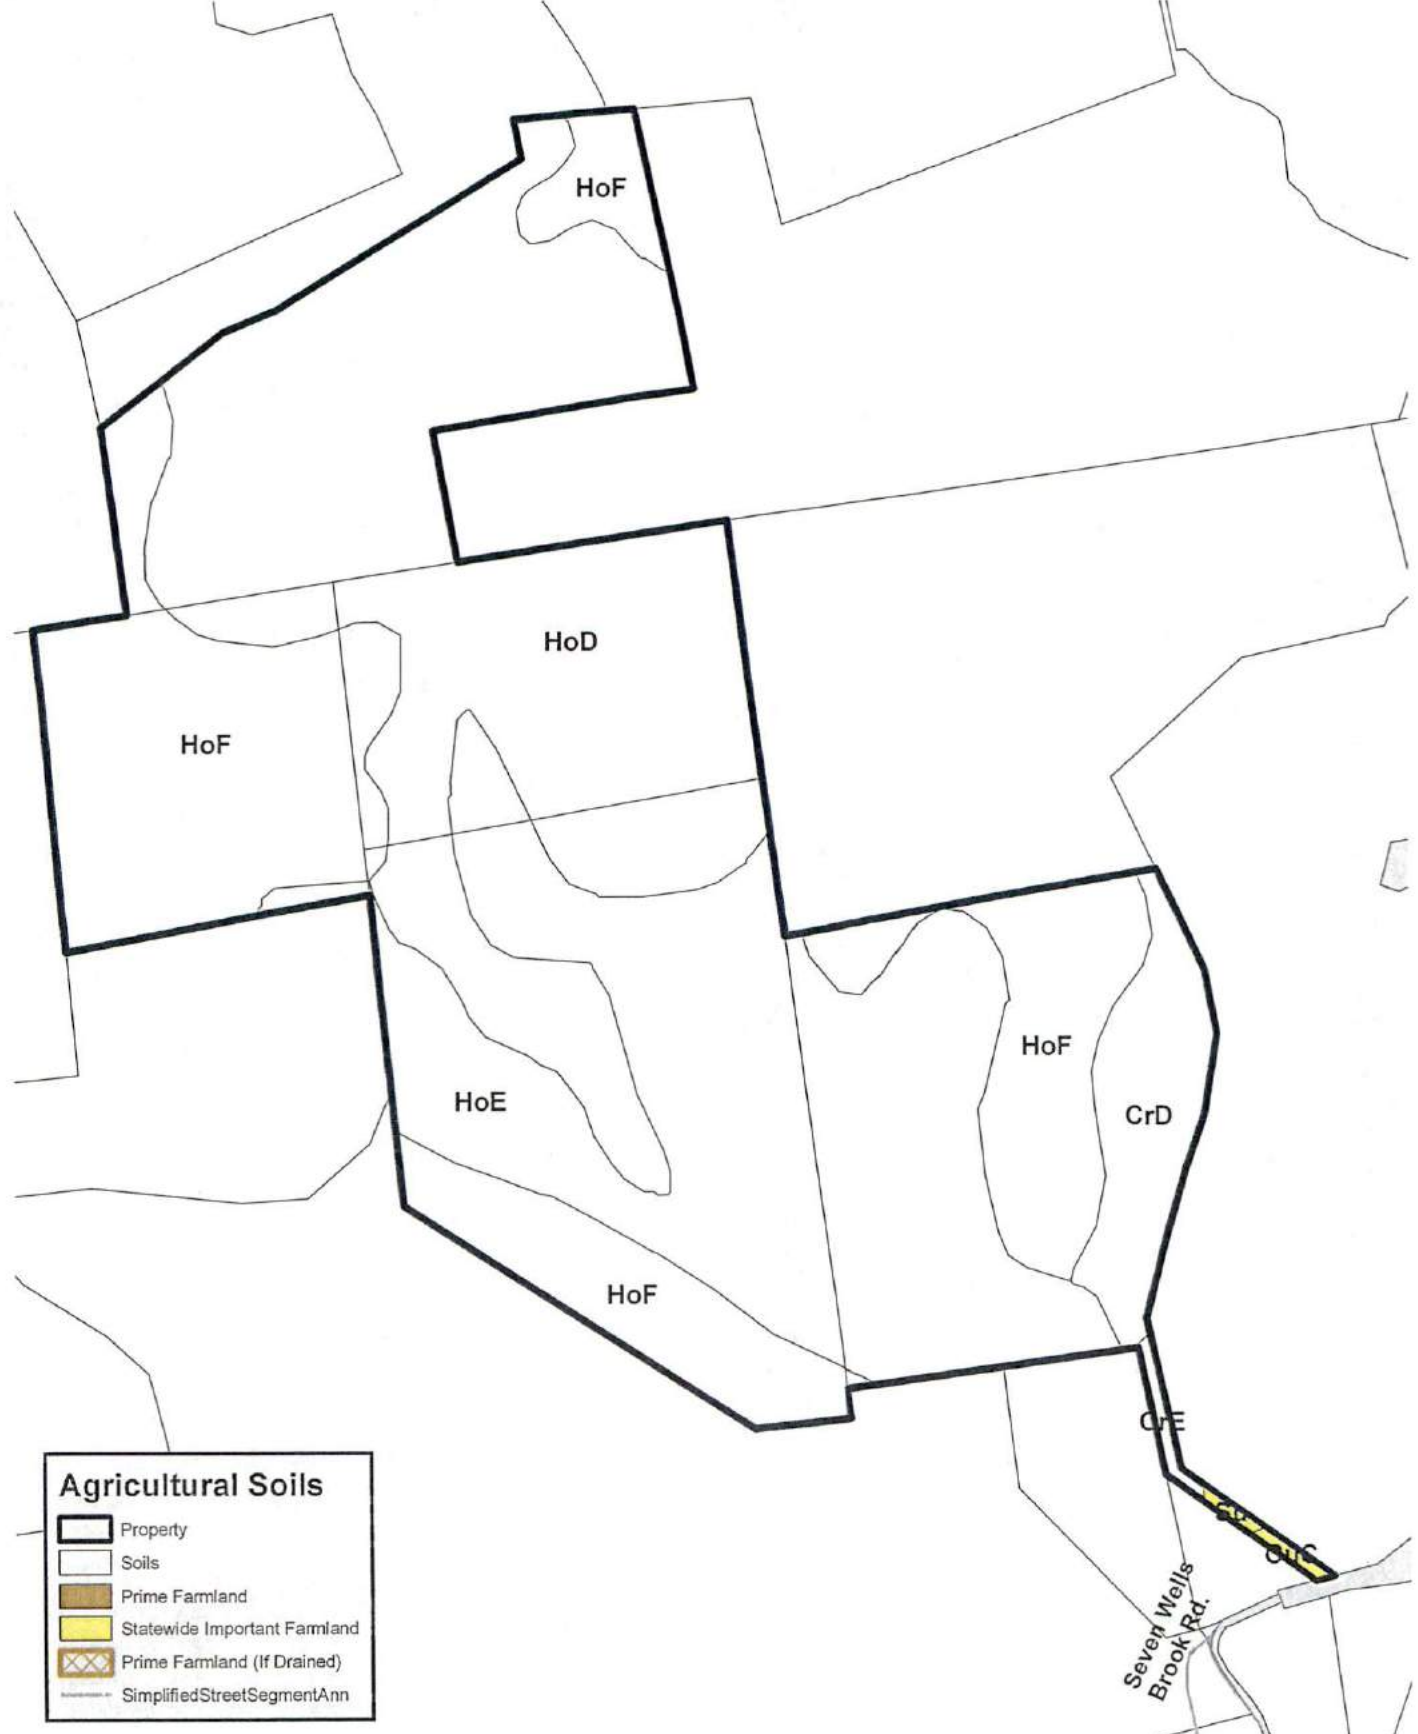 HoF
HoD
HoF
HoF
HoE
CrD
HoF
CrE
Seven Wells
Brook Rd.
Agricultural Soils
Property
Soils
Prime Farmland
Statewide Important Farmland
Prime Farmland (If Drained)
SimplifiedStreetSegmentAnn